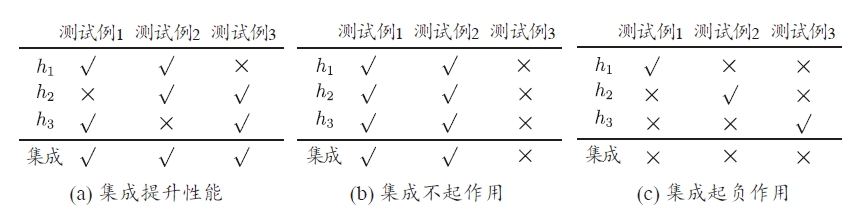 测试例1 测试例2 测试例3
h1 √ √ ×
h2 × √ √
h3 √ × √
集成 √ √ √
(a) 集成提升性能
测试例1 测试例2 测试例3
h1 √ √ ×
h2 √ √ ×
h3 √ √ ×
集成 √ √ ×
(b) 集成不起作用
测试例1 测试例2 测试例3
h1 √ × ×
h2 × √ ×
h3 × × √
集成 × × ×
(c) 集成起负作用